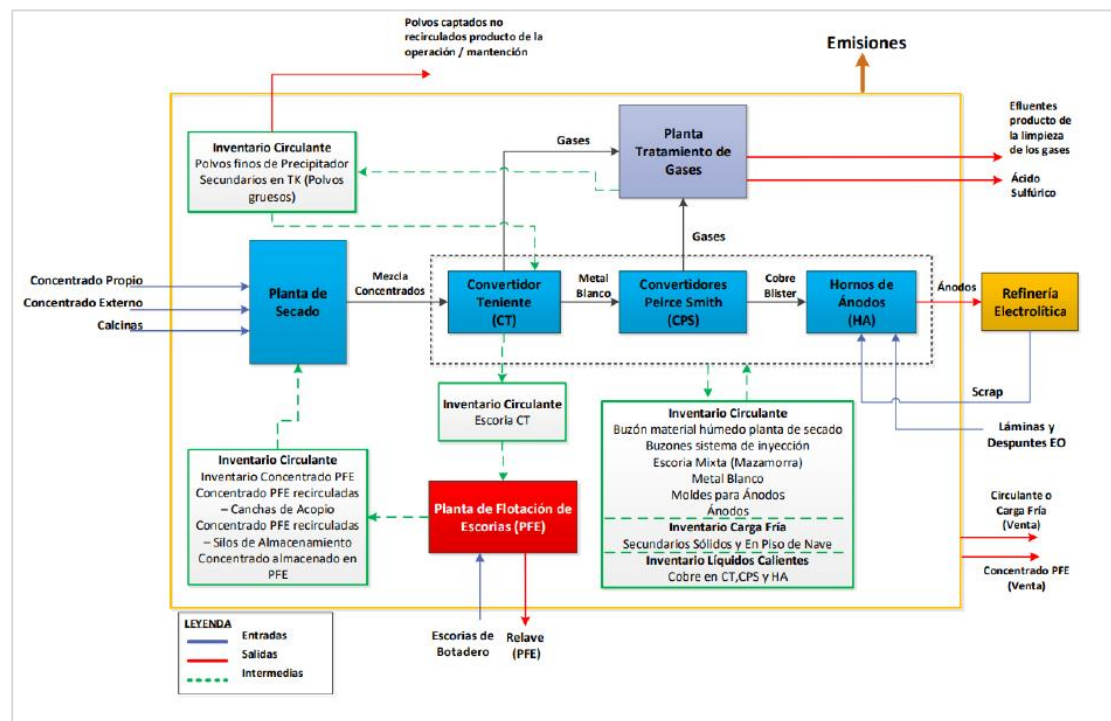 Polvos captados no
recirculados producto de la
operación / mantención
Emisiones
Inventario Circulante
Polvos finos de Precipitador
Secundarios en TK (Polvos
gruesos)
Gases
Planta
Tratamiento de
Gases
Efluentes
producto de
la limpieza
de los gases
Ácido
Sulfúrico
Gases
Concentrado Propio
Concentrado Externo
Calcinas
Planta de
Secado
Mezcla
Concentrados
Convertidor
Teniente
(CT)
Metal
Blanco
Convertidores
Peirce Smith
(CPS)
Cobre
Blister
Hornos de
Ánodos
(HA)
Ánodos
Refinería
Electrolítica
Scrap
Láminas y
Despuntes EO
Inventario Circulante
Escoria CT
Inventario Circulante
Inventario Concentrado PFE
Concentrado PFE recirculadas
– Canchas de Acopio
Concentrado PFE recirculadas
– Silos de Almacenamiento
Concentrado almacenado en
PFE
Planta de Flotación de
Escorias (PFE)
Inventario Circulante
Buzón material húmedo planta de secado
Buzones sistema de inyección
Escoria Mixta (Mazamorra)
Metal Blanco
Moldes para Ánodos
Ánodos
Inventario Carga Fría
Secundarios Sólidos y En Piso de Nave
Inventario Líquidos Calientes
Cobre en CT,CPS y HA
Circulante o
Carga Fría
(Venta)
Concentrado PFE
(Venta)
Escorias de
Botadero
Relave
(PFE)
LEYENDA
Entradas
Salidas
Intermedias